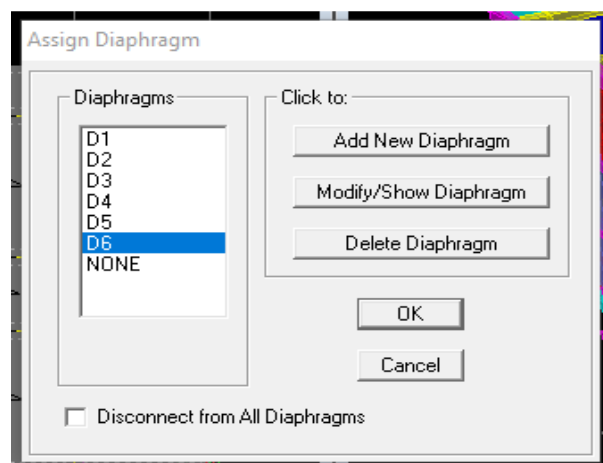 Assign Diaphragm
Diaphragms
D1
D2
D3
D4
D5
D6
NONE
Click to:
Add New Diaphragm
Modify/Show Diaphragm
Delete Diaphragm
OK
Cancel
Disconnect from All Diaphragms